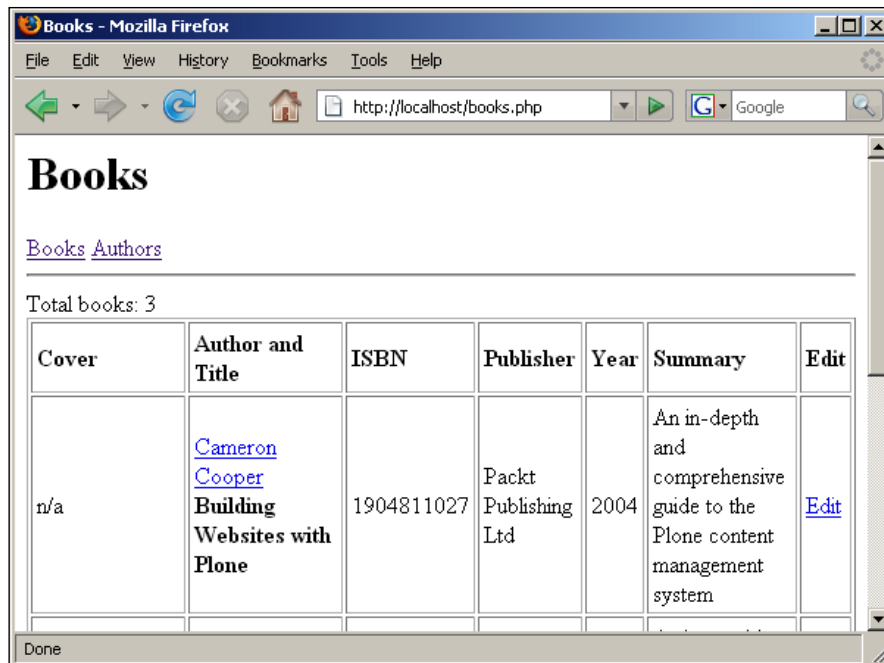 Books - Mozilla Firefox
File Edit View History Bookmarks Tools Help
http://localhost/books.php
G Google
Books
Books Authors
Total books: 3
Cover
Author and
Title
ISBN
Publisher
Year
Summary
Edit
n/a
Cameron
Cooper
Building
Websites with
Plone
1904811027
Packt
Publishing
Ltd
2004
An in-depth
and
comprehensive
guide to the
Plone content
management
system
Edit
Done